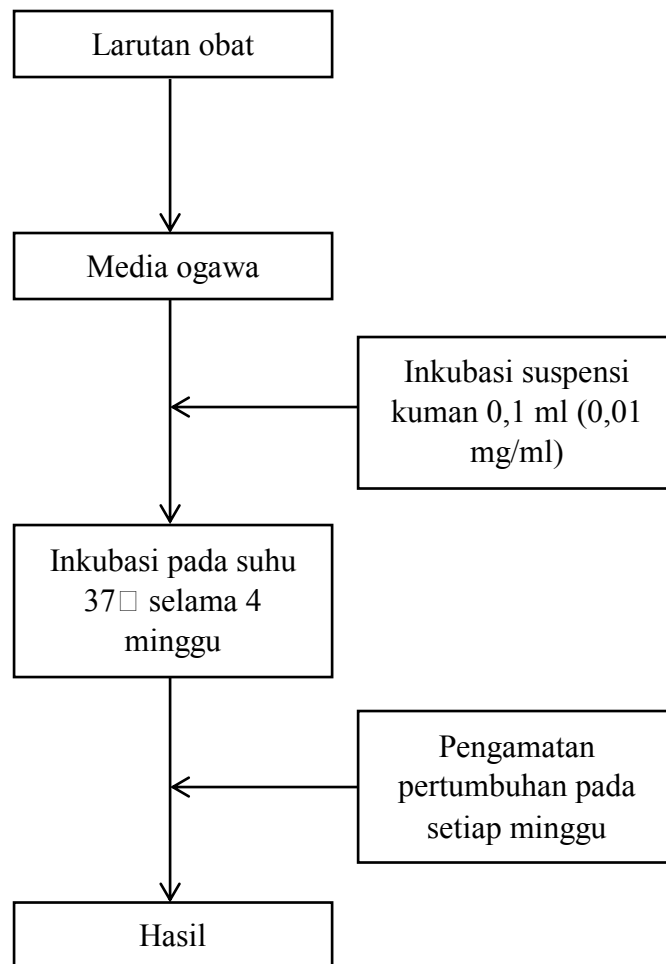 Larutan obat
Media ogawa
Inkubasi suspensi
kuman 0,1 ml (0,01
mg/ml)
Inkubasi pada suhu
37□ selama 4
minggu
Pengamatan
pertumbuhan pada
setiap minggu
Hasil